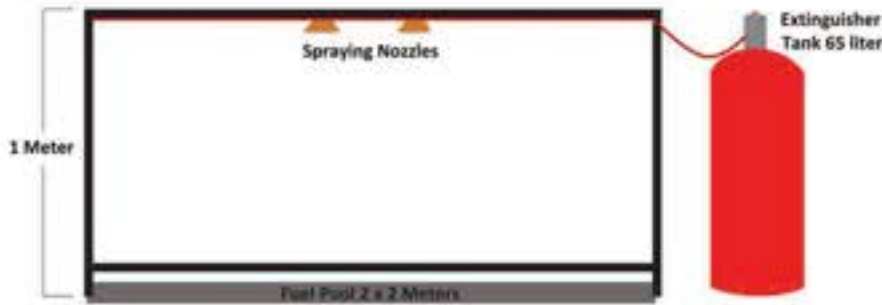 Extinguisher
Tank 65 liter
Spraying Nozzles
1 Meter
Fuel Pool 2 x 2 Meters